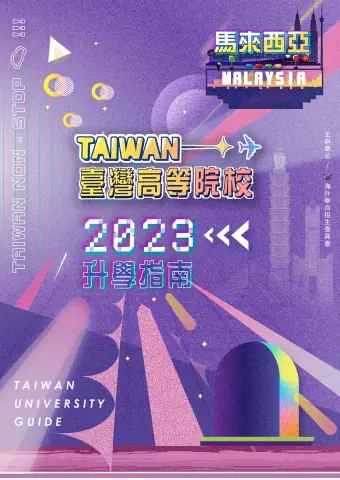 馬來西亞
MALAYSIA
TAIWAN NON-STOP
TAIWAN
臺灣高等院校
2023
升學指南
主辦單位/海外聯合招生委員會
TAIWAN
UNIVERSITY
GUIDE